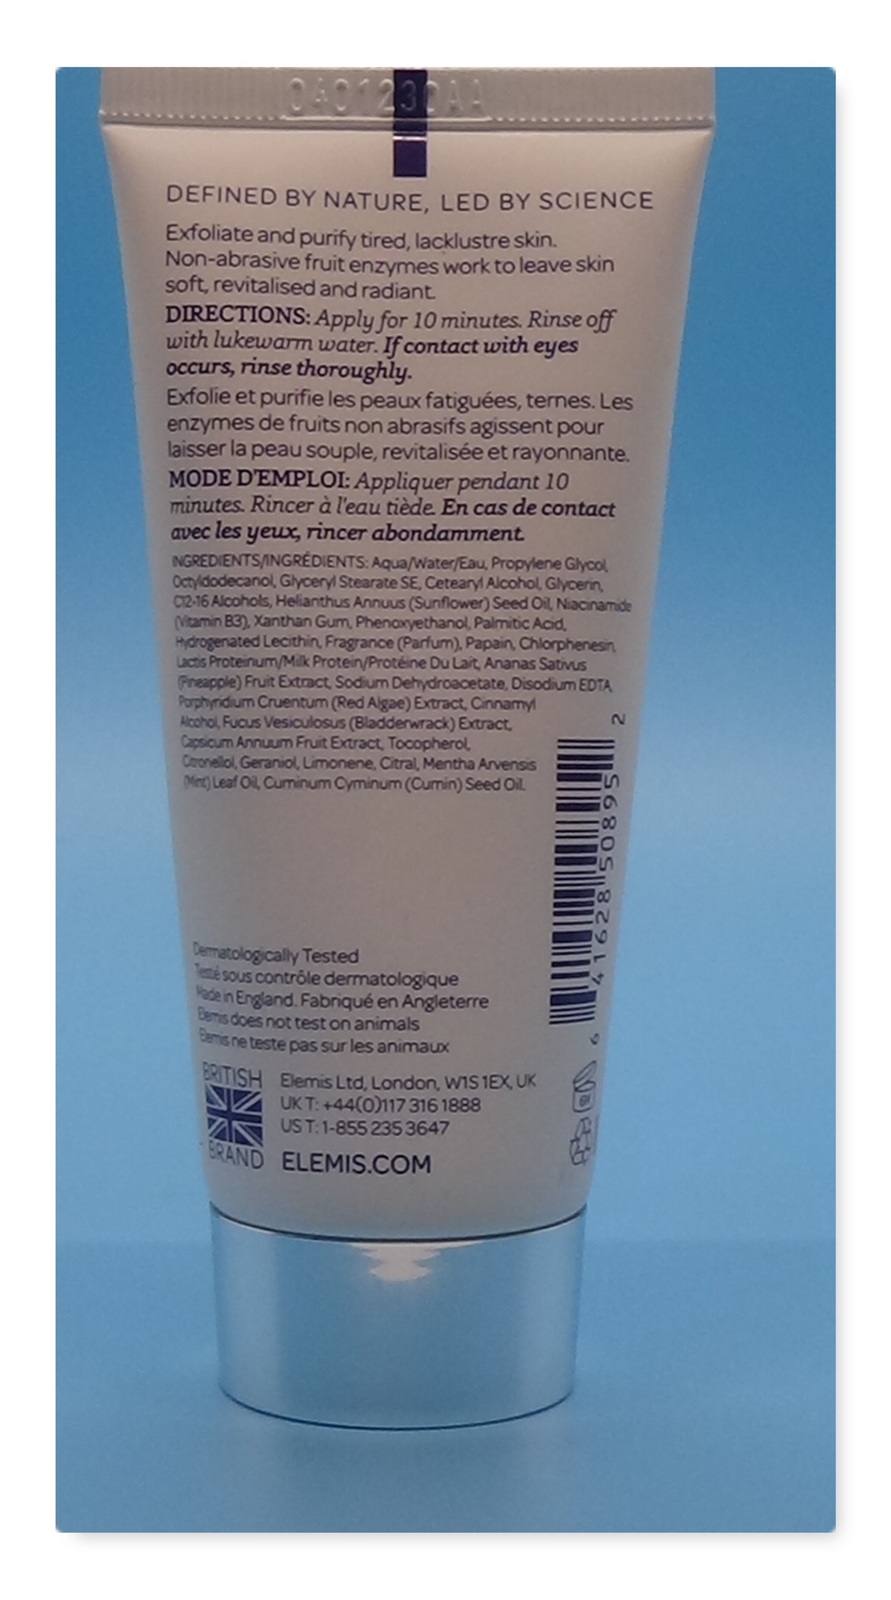 0A01230AA
DEFINED BY NATURE, LED BY SCIENCE
Exfoliate and purify tired, lacklustre skin.
Non-abrasive fruit enzymes work to leave skin
soft, revitalised and radiant.
DIRECTIONS: Apply for 10 minutes. Rinse off
with lukewarm water. If contact with eyes
occurs, rinse thoroughly.
Exfolie et purifie les peaux fatiguées, ternes. Les
enzymes de fruits non abrasifs agissent pour
laisser la peau souple, revitalisée et rayonnante.
MODE D'EMPLOI: Appliquer pendant 10
minutes. Rincer à l'eau tiède. En cas de contact
avec les yeux, rincer abondamment.
INGREDIENTS/INGRÉDIENTS: Aqua/Water/Eau, Propylene Glycol,
Octyldodecanol, Glyceryl Stearate SE, Cetearyl Alcohol, Glycerin,
C12-16 Alcohols, Helianthus Annuus (Sunflower) Seed Oil, Niacinamide
(Vitamin B3), Xanthan Gum, Phenoxyethanol, Palmitic Acid,
Hydrogenated Lecithin, Fragrance (Parfum), Papain, Chlorphenesin,
Lactis Proteinum/Milk Protein/Protéine Du Lait, Ananas Sativus
(Pineapple) Fruit Extract, Sodium Dehydroacetate, Disodium EDTA,
Porphyridium Cruentum (Red Algae) Extract, Cinnamyl
Alcohol, Fucus Vesiculosus (Bladderwrack) Extract,
Capsicum Annuum Fruit Extract, Tocopherol,
Citronellol, Geraniol, Limonene, Citral, Mentha Arvensis
(Mint) Leaf Oil, Cuminum Cyminum (Cumin) Seed Oil.
6 41628 50895 2
Dermatologically Tested
Testé sous contrôle dermatologique
Made in England. Fabriqué en Angleterre
Elemis does not test on animals
Elemis ne teste pas sur les animaux
BRITISH
BRAND
Elemis Ltd, London, W1S 1EX, UK
UK T: +44(0)117 316 1888
US T: 1-855 235 3647
ELEMIS.COM